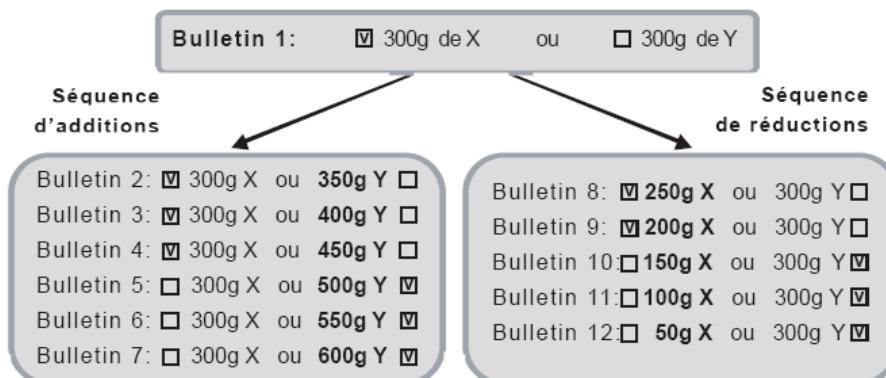 Bulletin 1: ☑ 300g de X ou ☐ 300g de Y
Séquence
d'additions
Séquence
de réductions
Bulletin 2: ☑ 300g X ou 350g Y ☐
Bulletin 3: ☑ 300g X ou 400g Y ☐
Bulletin 4: ☑ 300g X ou 450g Y ☐
Bulletin 5: ☐ 300g X ou 500g Y ☑
Bulletin 6: ☐ 300g X ou 550g Y ☑
Bulletin 7: ☐ 300g X ou 600g Y ☑
Bulletin 8: ☑ 250g X ou 300g Y ☐
Bulletin 9: ☑ 200g X ou 300g Y ☐
Bulletin 10: ☐ 150g X ou 300g Y ☑
Bulletin 11: ☐ 100g X ou 300g Y ☑
Bulletin 12: ☐ 50g X ou 300g Y ☑